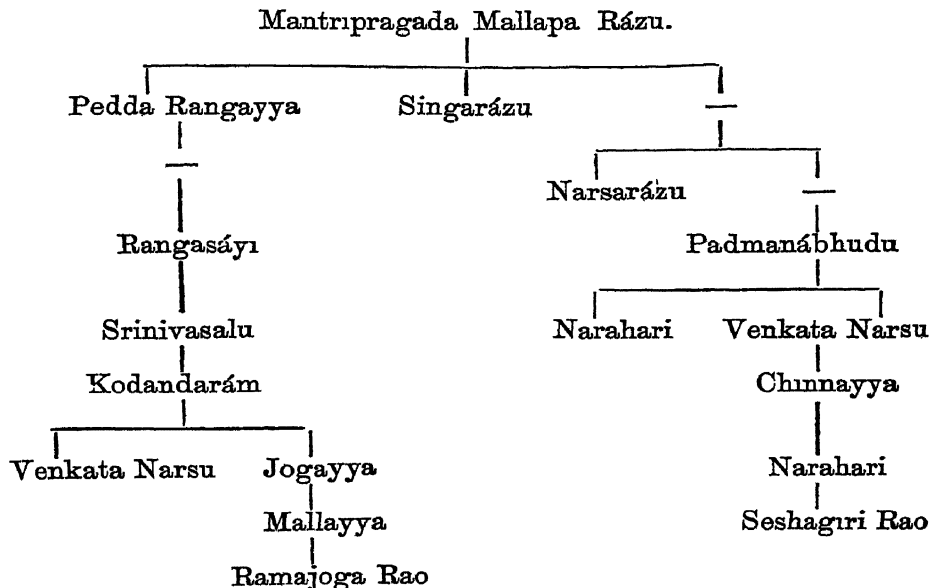 Mantripragada Mallapa Rázu.
Pedda Rangayya Singarázu
Narsarázu
Rangasáyi Padmanábhudu
Srinivasalu Narahari Venkata Narsu
Kodandarám Chinnayya
Venkata Narsu Jogayya Narahari
Mallayya Seshagiri Rao
Ramajoga Rao